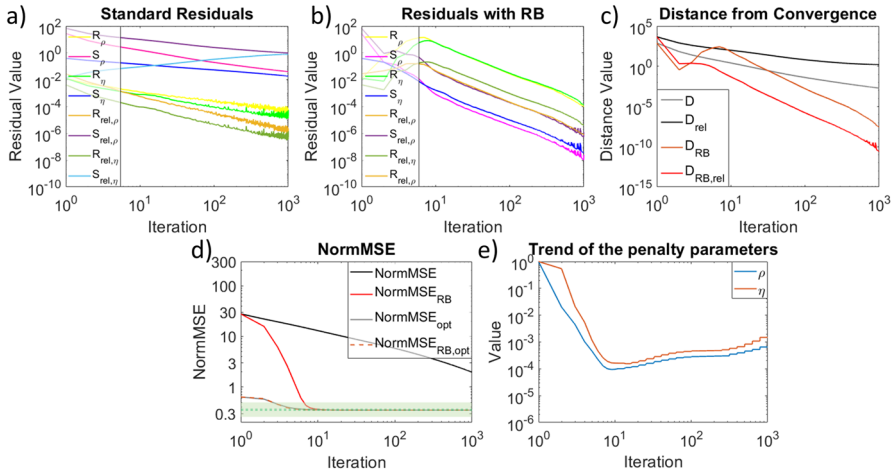 a) Standard Residuals
Residual Value
10^2
10^0
10^-2
10^-4
10^-6
10^-8
10^-10
R_ρ
S_ρ
R_η
S_η
R_rel,ρ
S_rel,ρ
R_rel,η
S_rel,η
10^0 10^1 10^2 10^3
Iteration
b) Residuals with RB
Residual Value
10^2
10^0
10^-2
10^-4
10^-6
10^-8
10^-10
R_ρ
S_ρ
R_η
S_η
R_rel,ρ
S_rel,ρ
R_rel,η
R_rel,ρ
10^0 10^1 10^2 10^3
Iteration
c) Distance from Convergence
Distance Value
10^5
10^0
10^-5
10^-10
10^-15
D
D_rel
D_RB
D_RB,rel
10^0 10^1 10^2 10^3
Iteration
d) NormMSE
NormMSE
300
30
3
1
0.3
NormMSE
NormMSE_RB
NormMSE_opt
NormMSE_RB,opt
10^0 10^1 10^2 10^3
Iteration
e) Trend of the penalty parameters
Value
10^0
10^-1
10^-2
10^-3
10^-4
10^-5
10^-6
ρ
η
10^0 10^1 10^2 10^3
Iteration